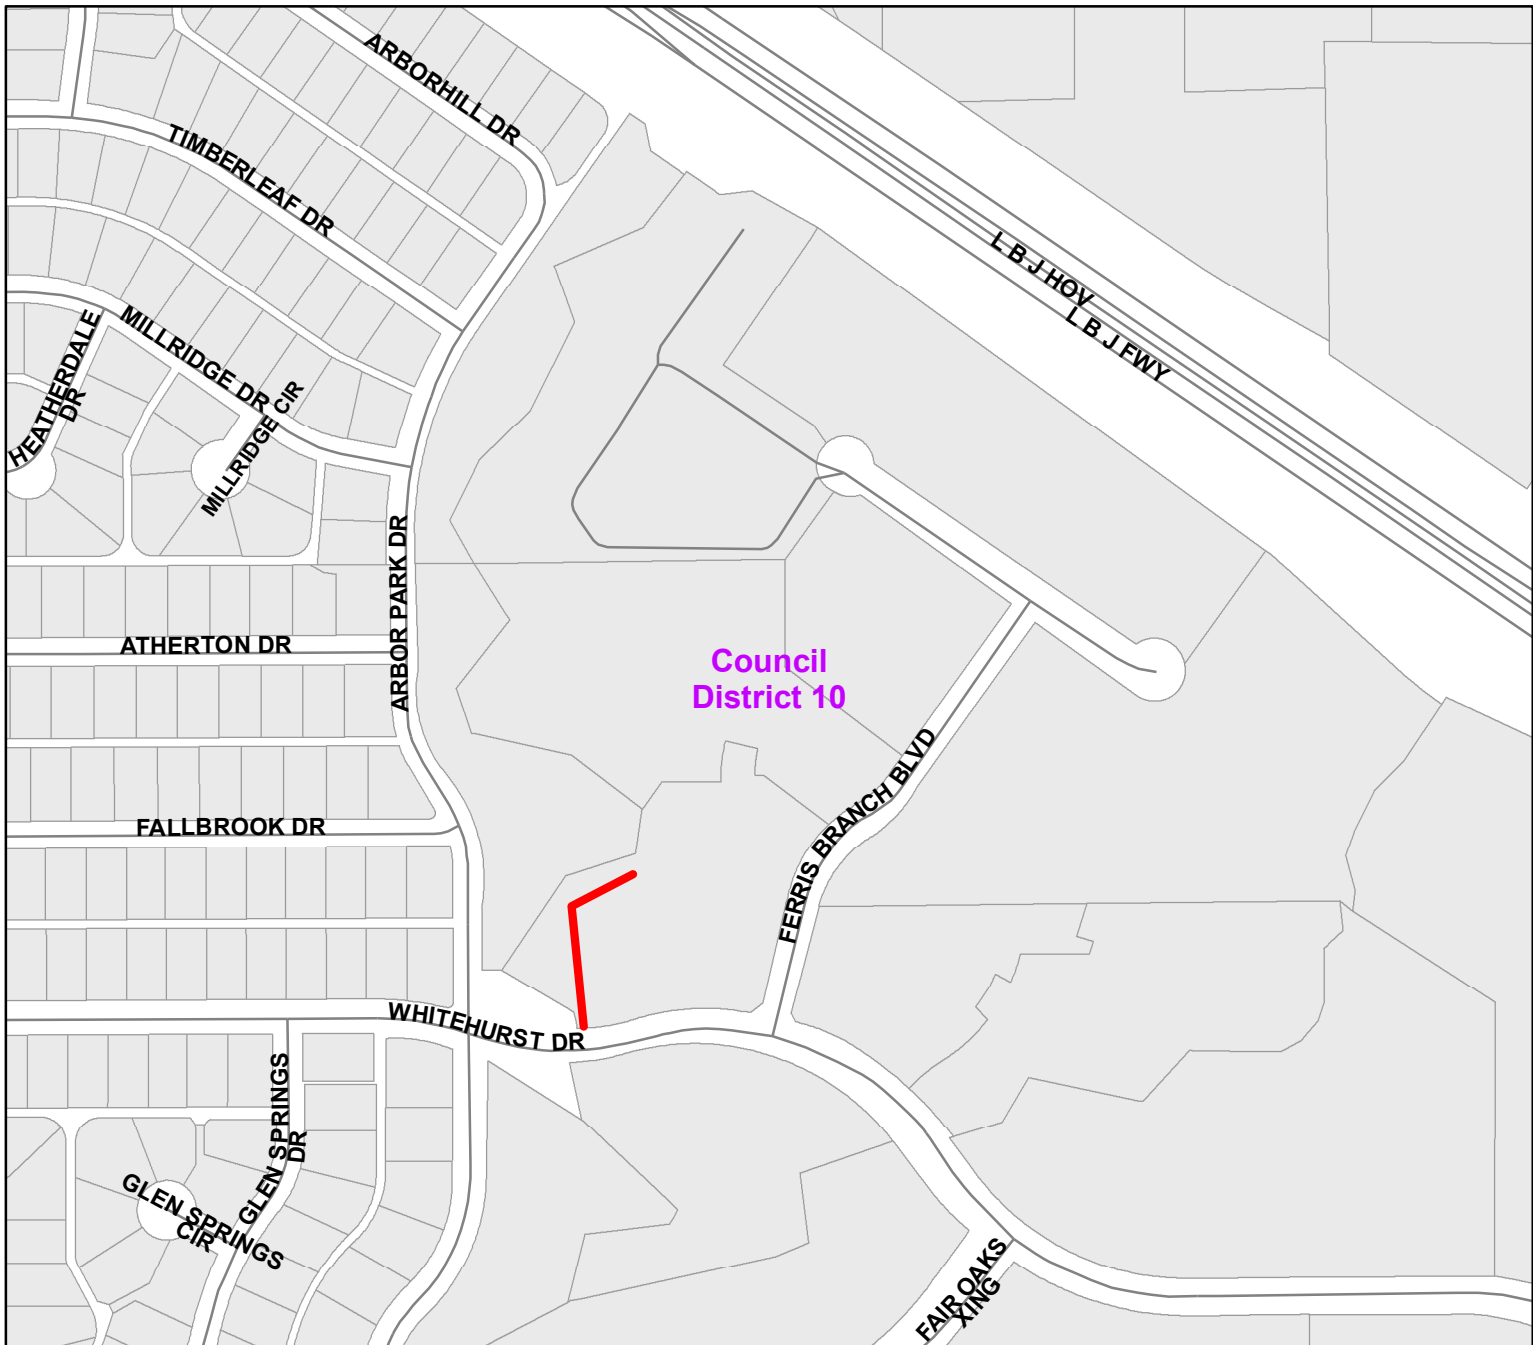 ARBORHILL DR
TIMBERLEAF DR
L B J HOV
L B J FWY
MILLRIDGE DR
HEATHERDALE
DR
MILLRIDGE CIR
ARBOR PARK DR
ATHERTON DR
Council
District 10
FERRIS BRANCH BLVD
FALLBROOK DR
WHITEHURST DR
GLEN SPRINGS
DR
GLEN SPRINGS
CIR
FAIR OAKS
XING